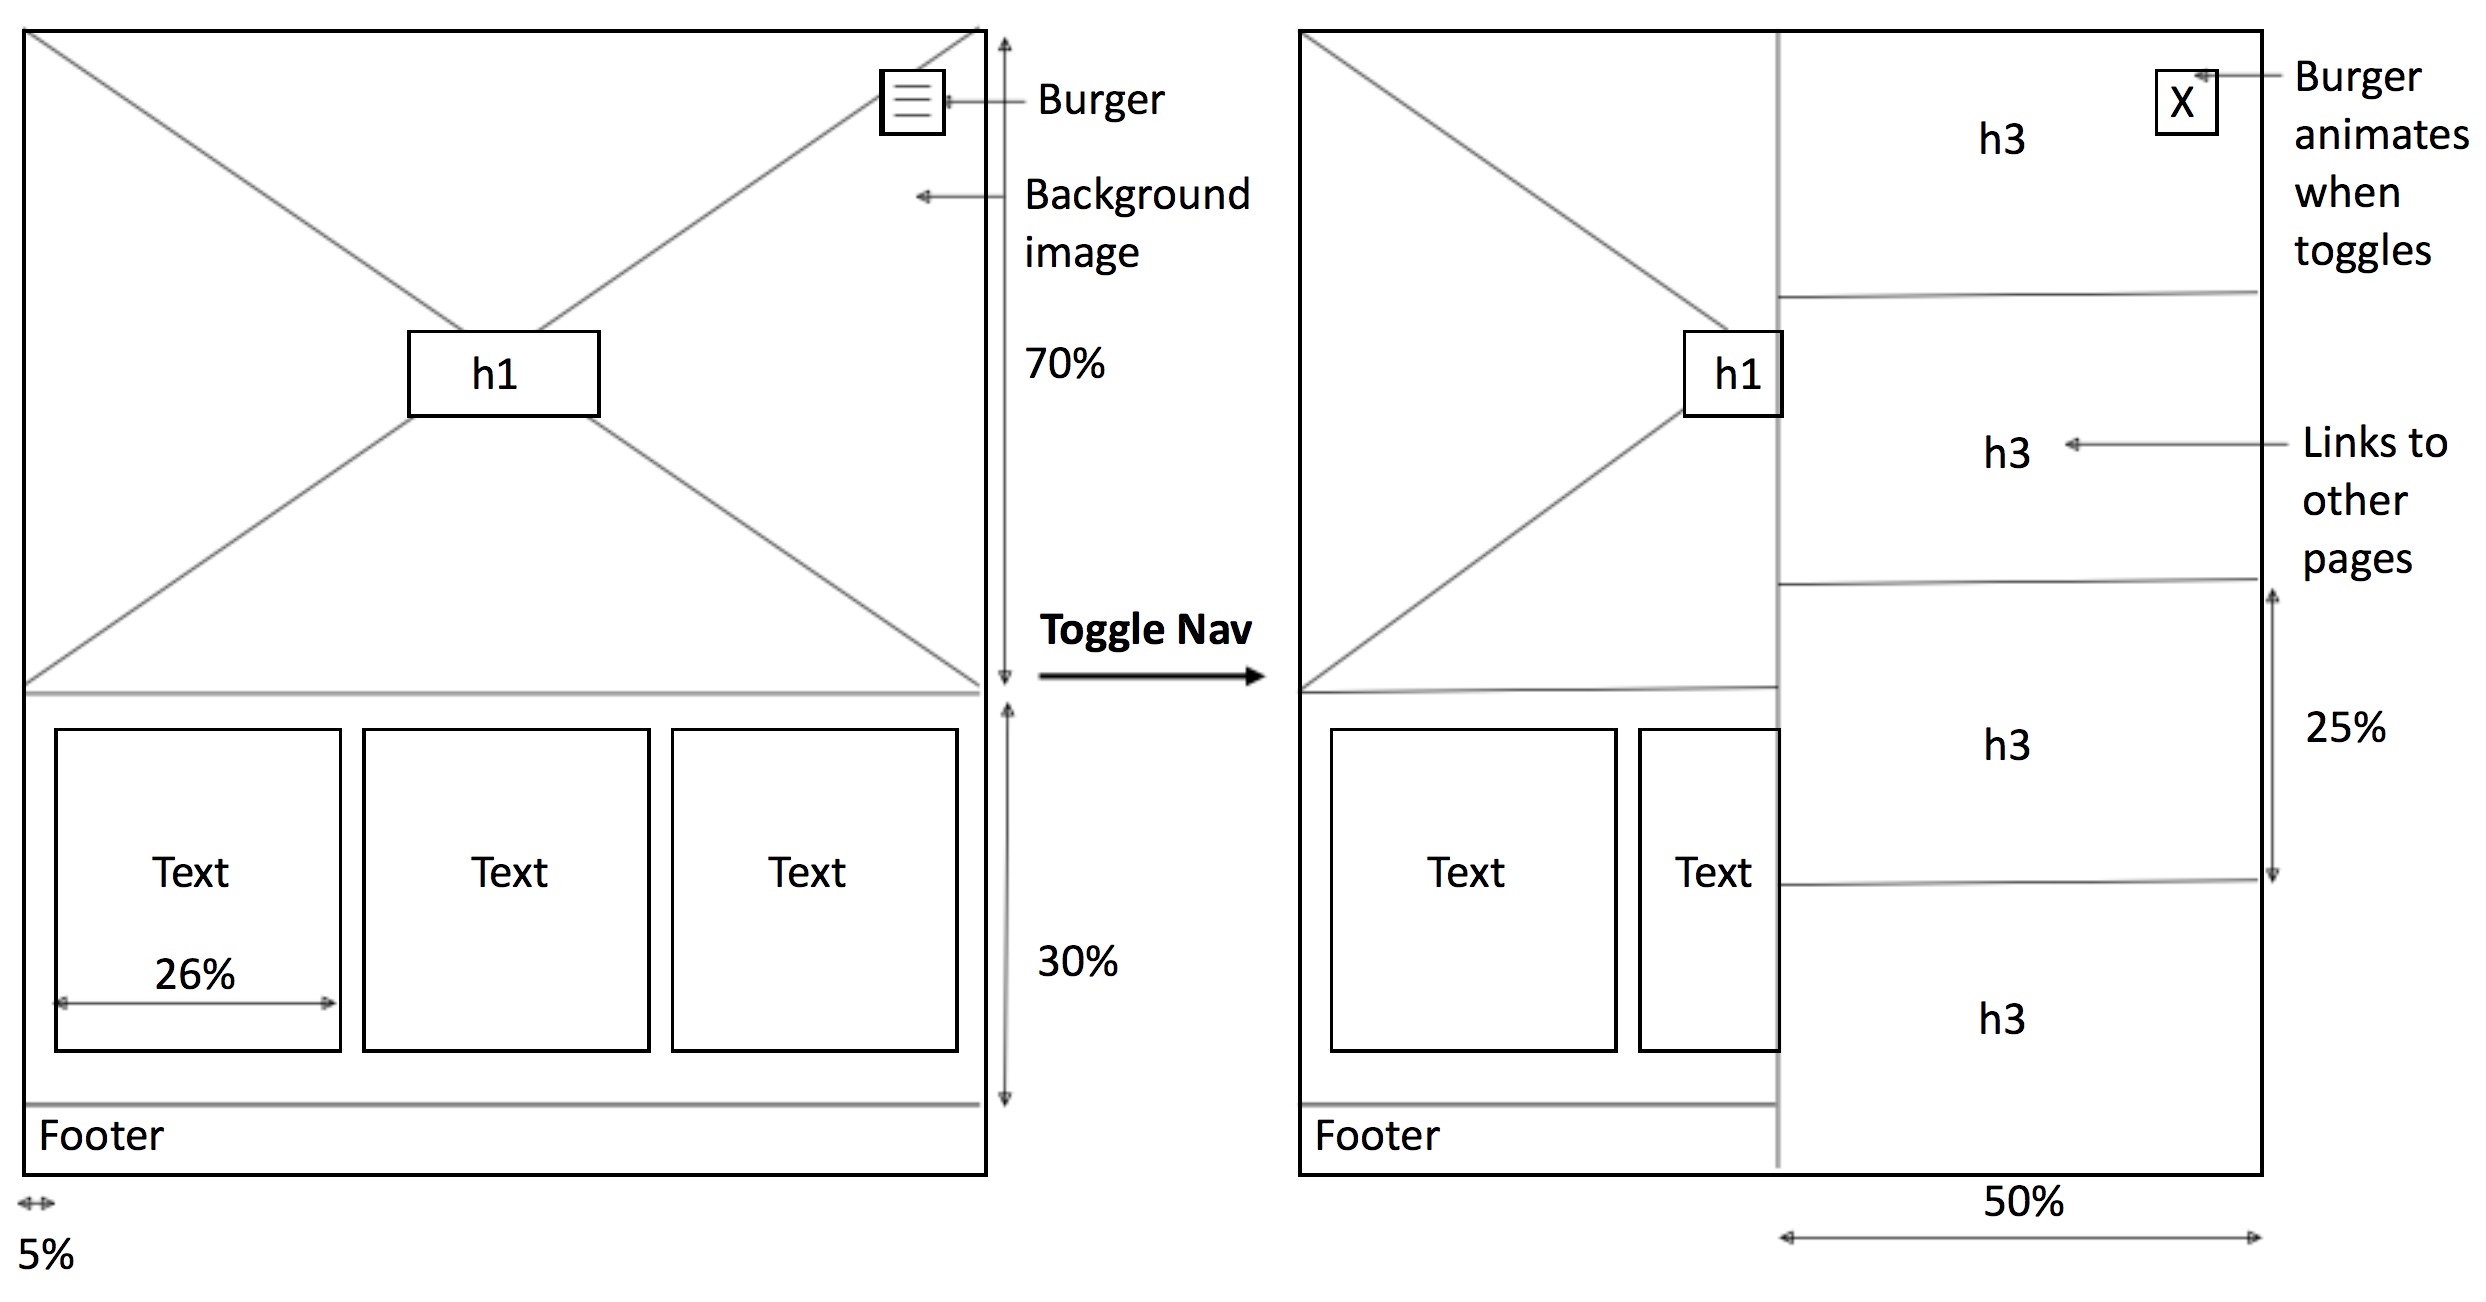 Burger
Background
image
h1
70%
Toggle Nav
Text
Text
Text
26%
30%
Footer
5%
X
Burger
animates
when
toggles
h3
h1
h3
Links to
other
pages
h3
25%
Text
Text
h3
Footer
50%